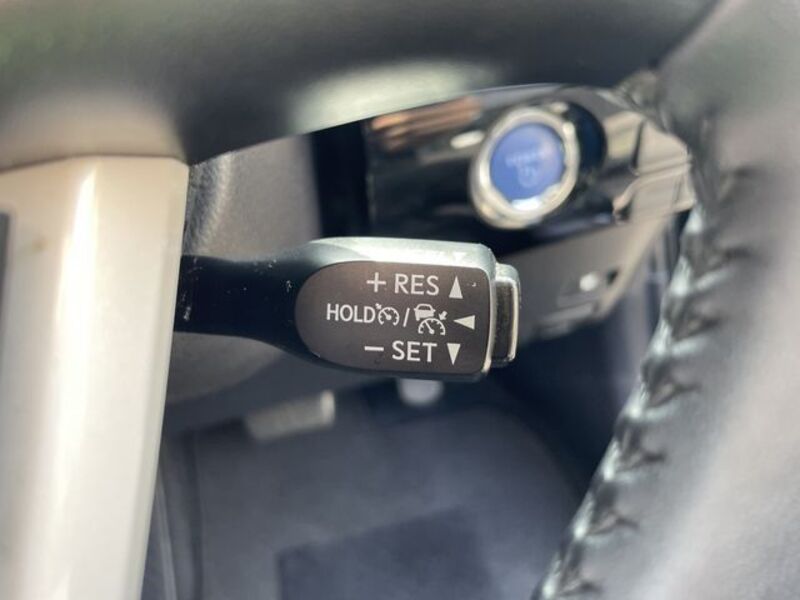 + RES
HOLD /
− SET